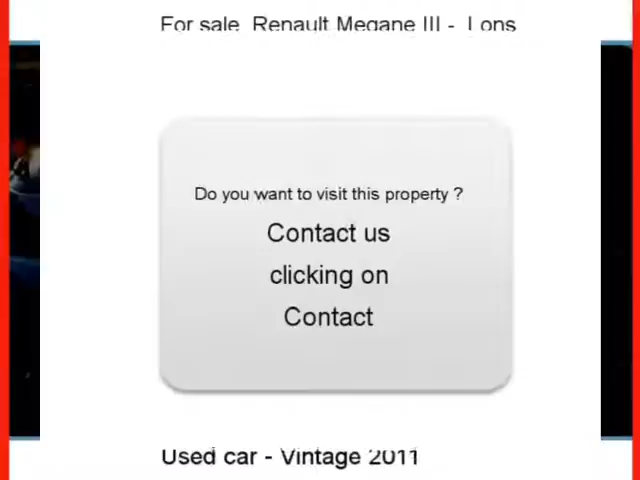 For sale Renault Megane III - Lons
Do you want to visit this property ?
Contact us
clicking on
Contact
Used car - Vintage 2011